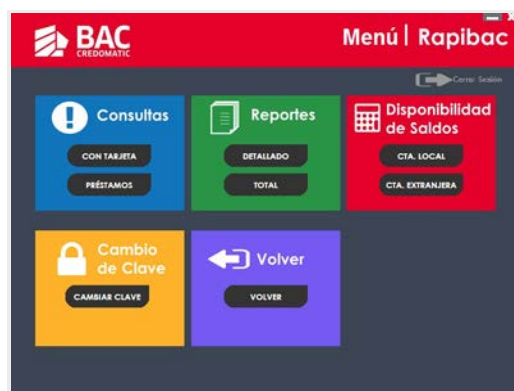 BAC
CREDOMATIC
Menú | Rapibac
Cerrar Sesión
Consultas
CON TARJETA
PRÉSTAMOS
Reportes
DETALLADO
TOTAL
Disponibilidad
de Saldos
CTA. LOCAL
CTA. EXTRANJERA
Cambio
de Clave
CAMBIAR CLAVE
Volver
VOLVER